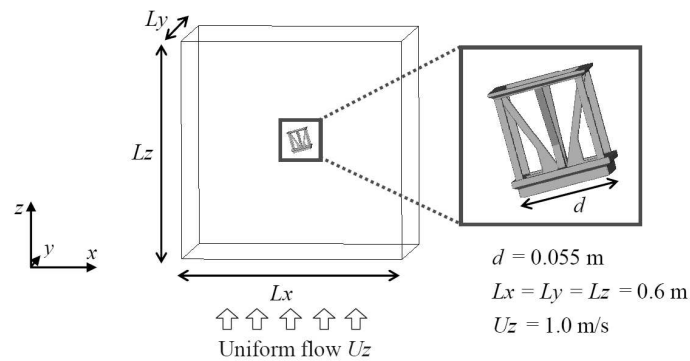 Ly
Lz
z
y
x
Lx
Uniform flow Uz
d
d = 0.055 m
Lx = Ly = Lz = 0.6 m
Uz = 1.0 m/s